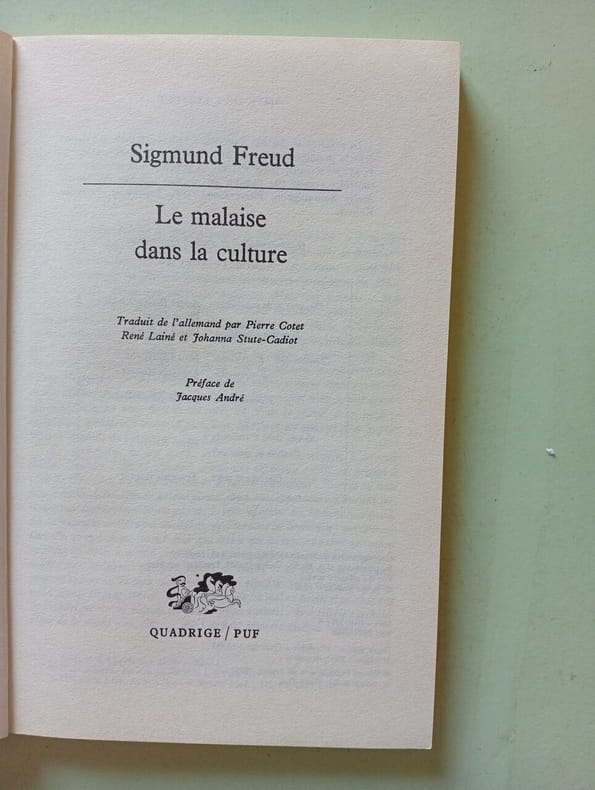 Sigmund Freud
Le malaise
dans la culture
Traduit de l'allemand par Pierre Cotet
René Lainé et Johanna Stute-Cadiot
Préface de
Jacques André
QUADRIGE / PUF